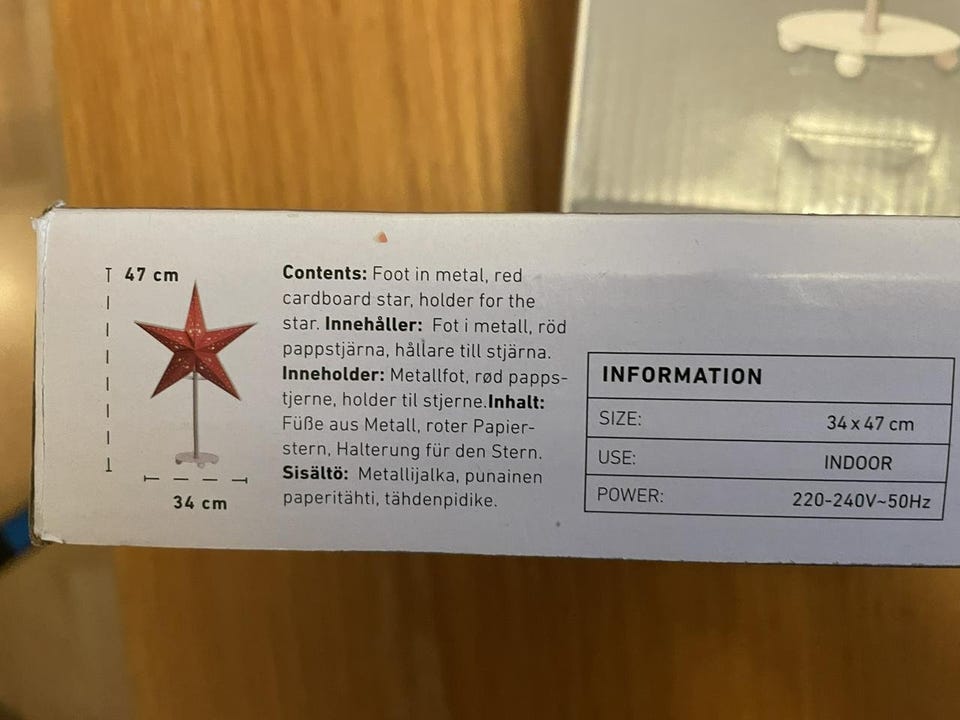 47 cm
34 cm
Contents: Foot in metal, red
cardboard star, holder for the
star. Innehåller: Fot i metall, röd
pappstjärna, hållare till stjärna.
Inneholder: Metallfot, rød papps-
tjerne, holder til stjerne.Inhalt:
Füße aus Metall, roter Papier-
stern, Halterung für den Stern.
Sisältö: Metallijalka, punainen
paperitähti, tähdenpidike.
INFORMATION
SIZE: 34 x 47 cm
USE: INDOOR
POWER: 220-240V~50Hz